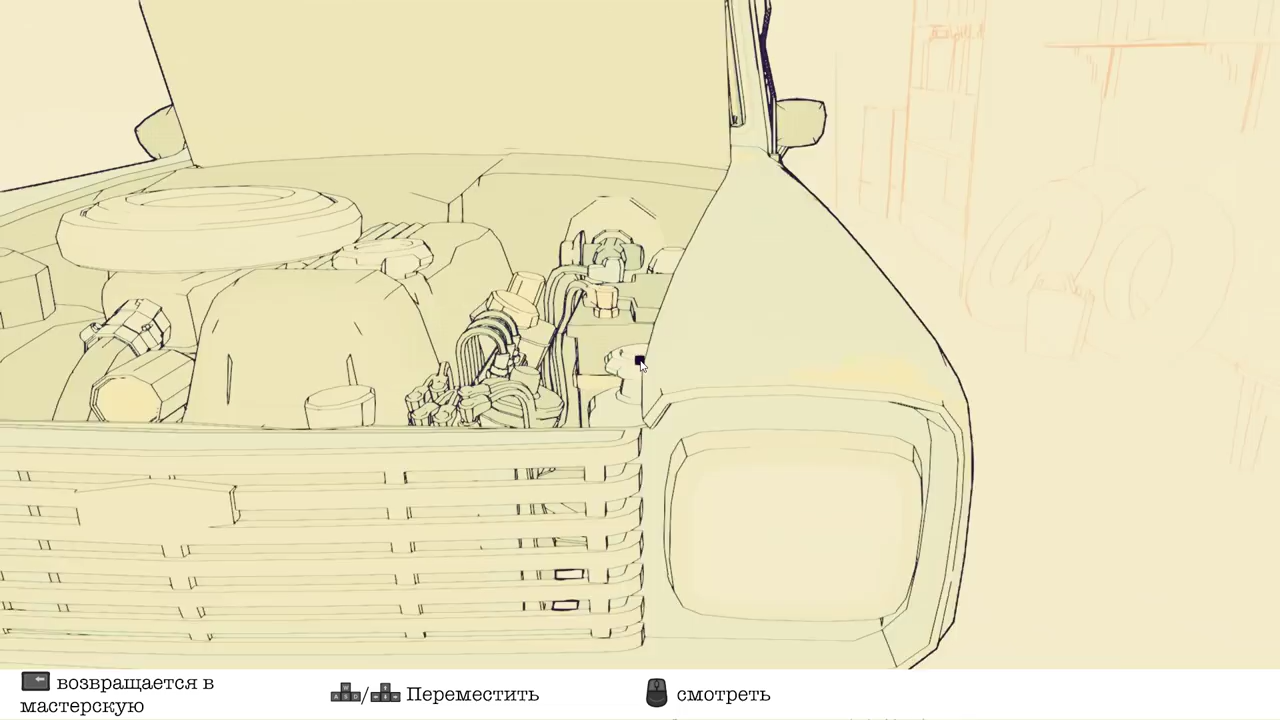 возвращается в
мастерскую
Переместить
смотреть